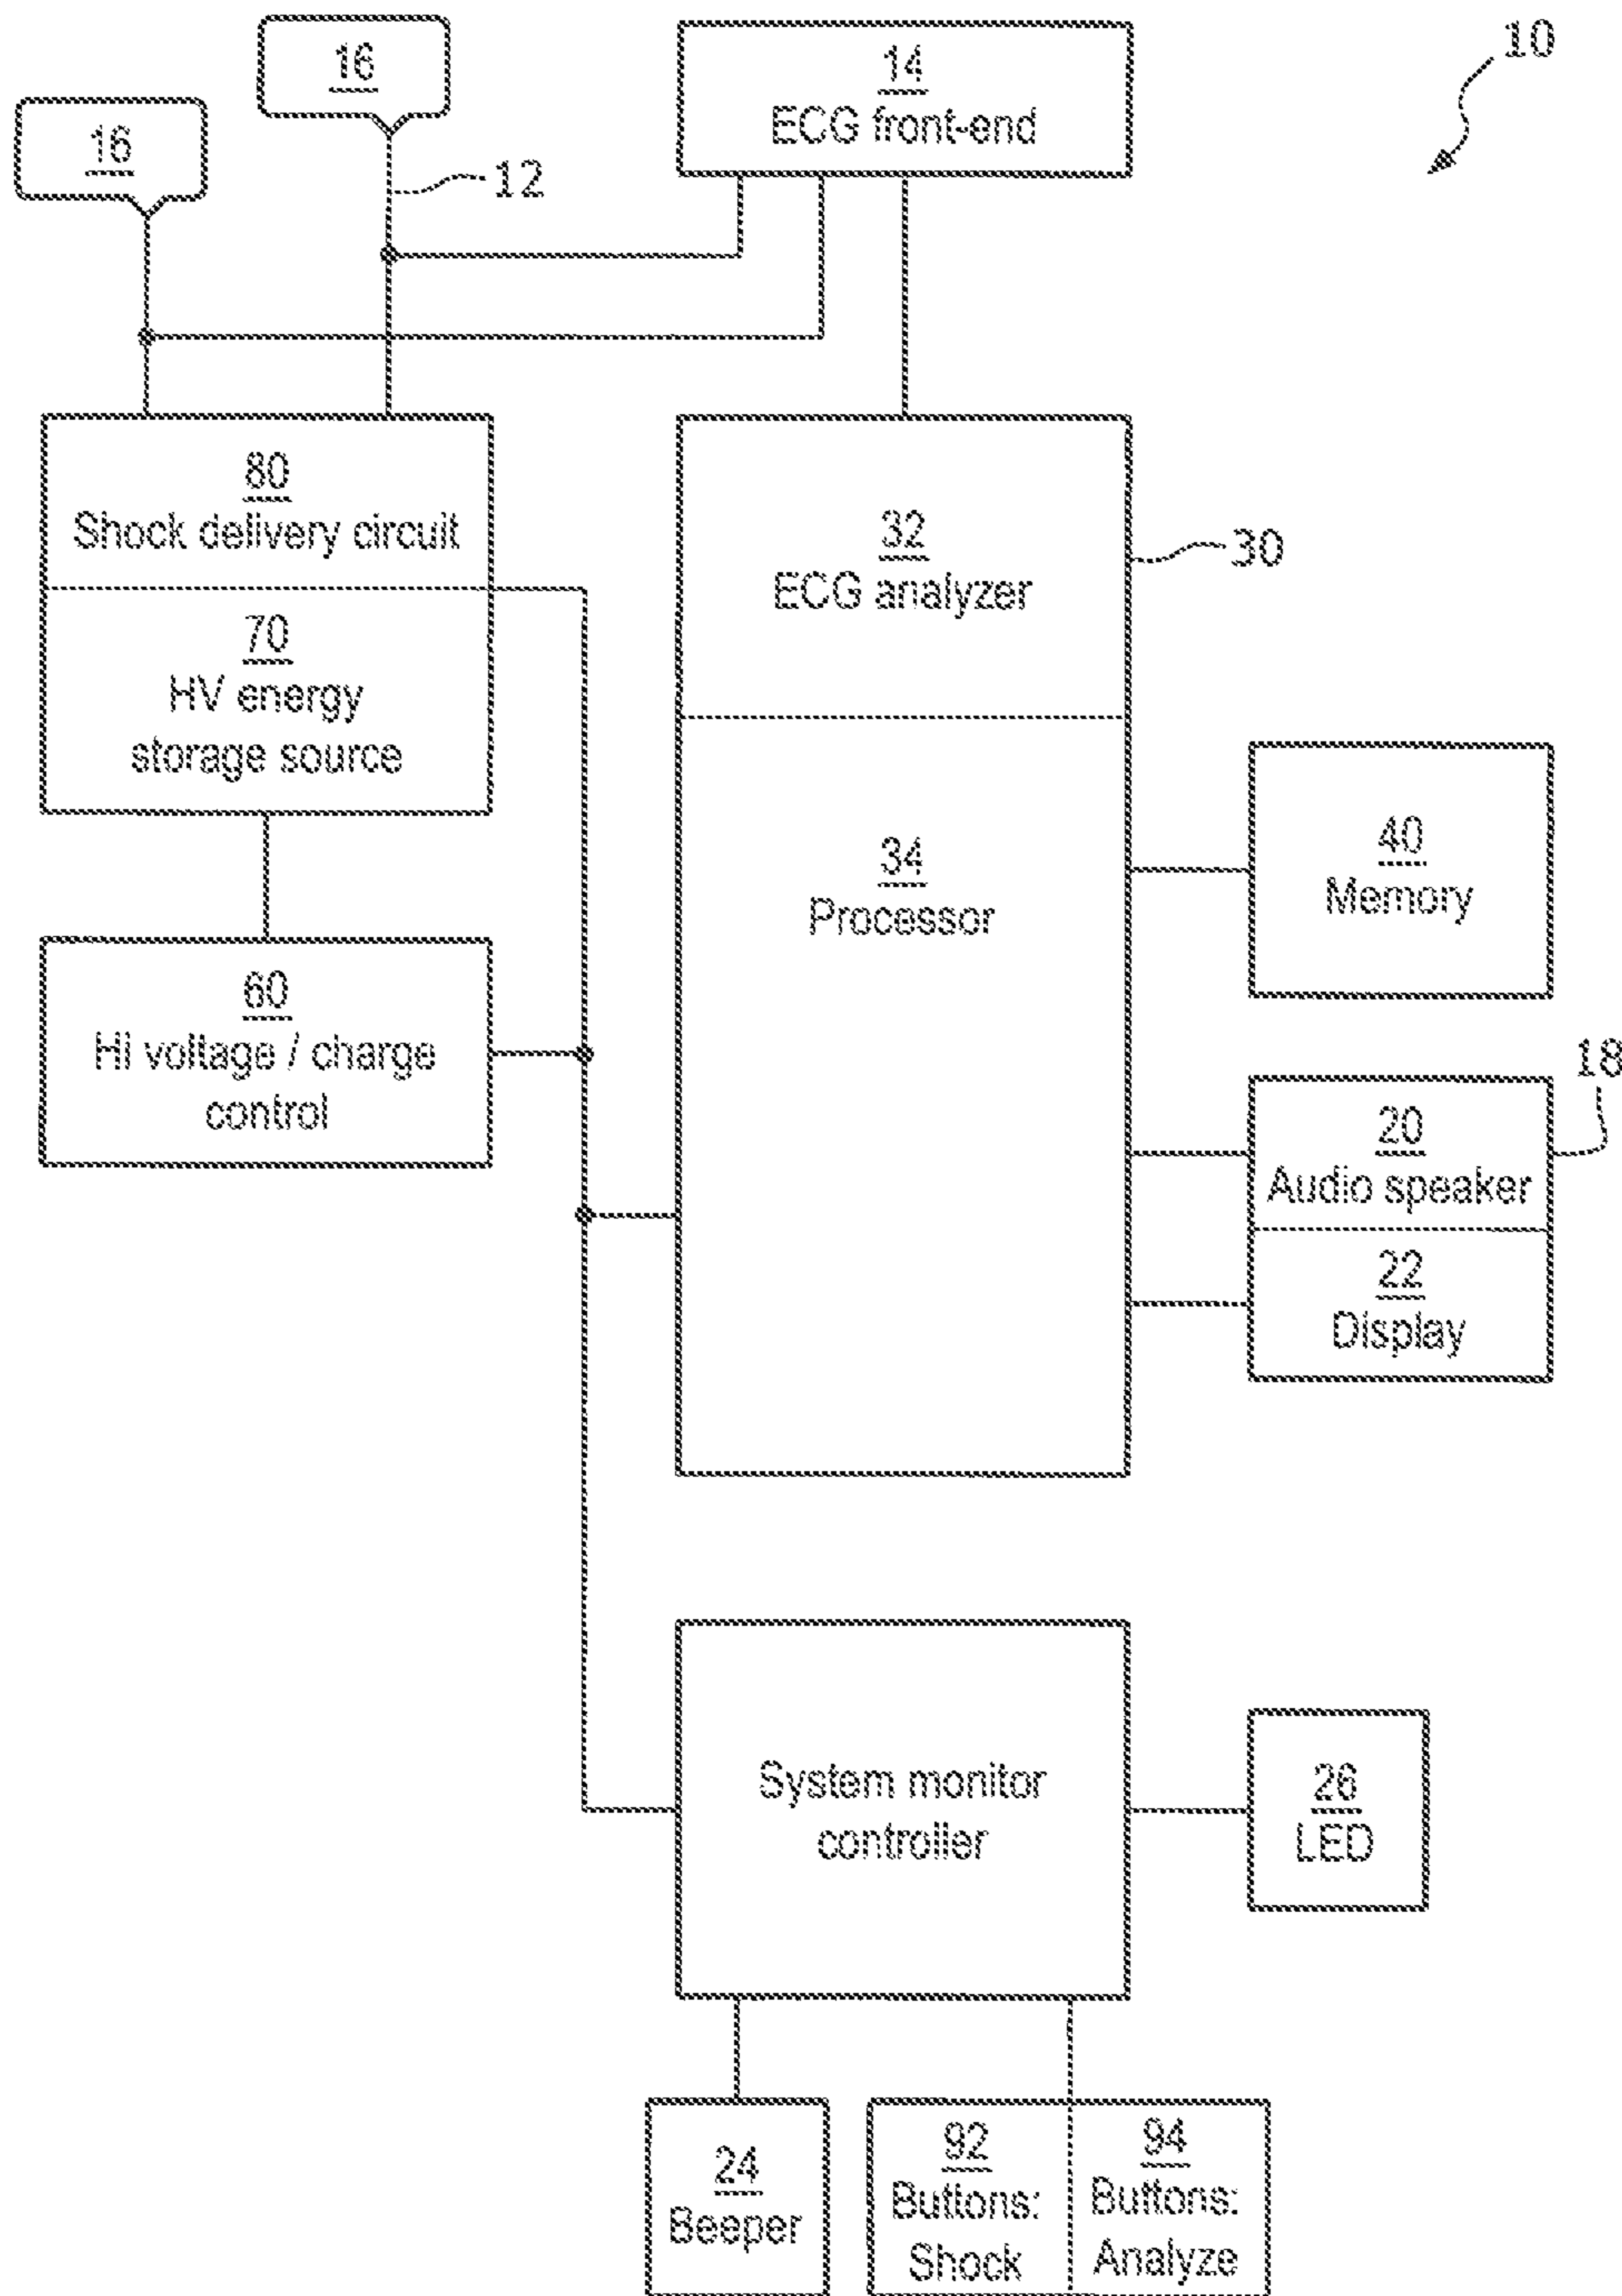 10
16
16
14
ECG front-end
12
80
Shock delivery circuit
70
HV energy
storage source
32
ECG analyzer
30
34
Processor
40
Memory
60
Hi voltage / charge
control
18
20
Audio speaker
22
Display
System monitor
controller
26
LED
24
Beeper
92
Buttons:
Shock
94
Buttons:
Analyze